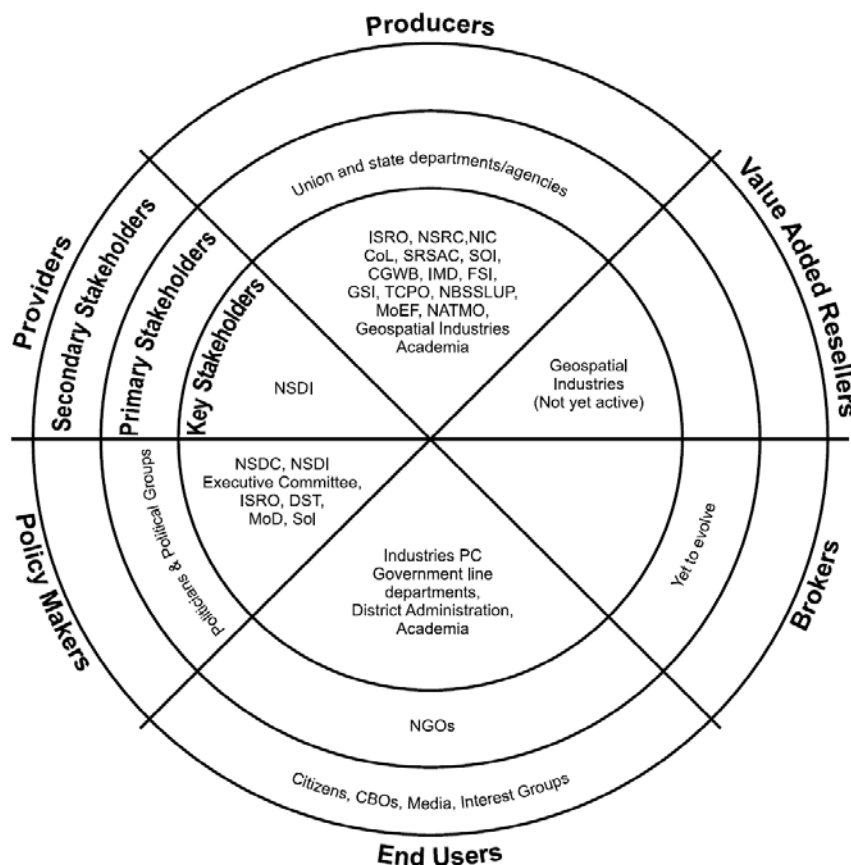 Producers
Union and state departments/agencies
ISRO, NSRC,NIC
CoL, SRSAC, SOI,
CGWB, IMD, FSI,
GSI, TCPO, NBSSLUP,
MoEF, NATMO,
Geospatial Industries
Academia
Value Added Resellers
Geospatial
Industries
(Not yet active)
Providers
Secondary Stakeholders
Primary Stakeholders
Key Stakeholders
NSDI
Policy Makers
Politicians & Political Groups
NSDC, NSDI
Executive Committee,
ISRO, DST,
MoD, SoI
Brokers
Yet to evolve
Industries PC
Government line
departments,
District Administration,
Academia
NGOs
Citizens, CBOs, Media, Interest Groups
End Users